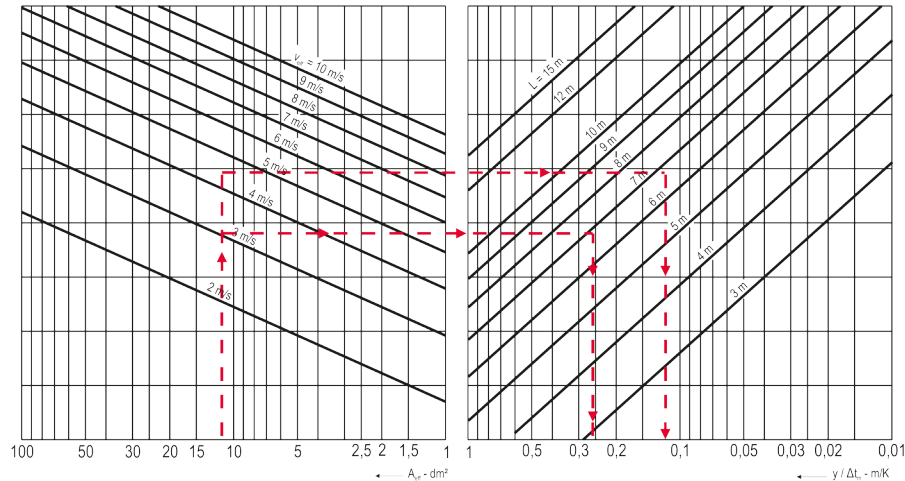 v_eff = 10 m/s
9 m/s
8 m/s
7 m/s
6 m/s
5 m/s
4 m/s
3 m/s
2 m/s
100 50 40 30 20 15 10 5 2,5 2 1,5 1
A_eff - dm²
L = 15 m
12 m
10 m
9 m
8 m
7 m
6 m
5 m
4 m
3 m
1 0,5 0,3 0,2 0,1 0,05 0,03 0,02 0,01
y / Δt_n - m/K